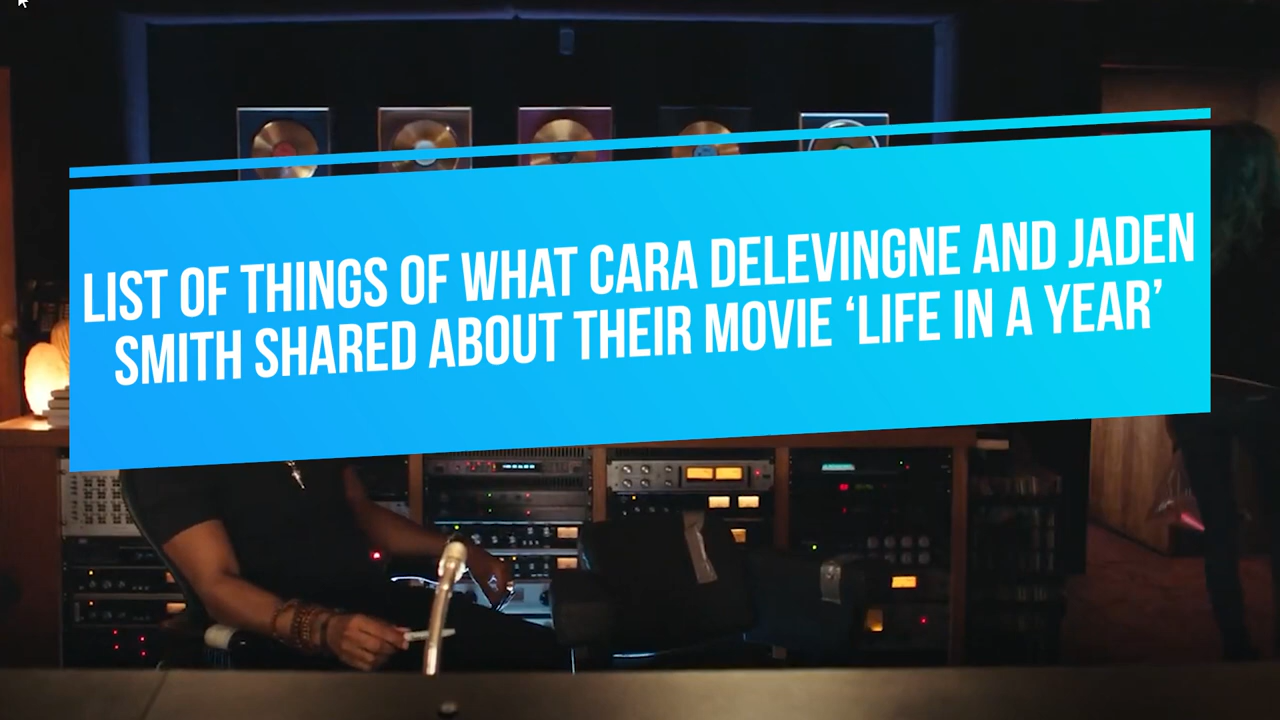 LIST OF THINGS OF WHAT CARA DELEVINGNE AND JADEN
SMITH SHARED ABOUT THEIR MOVIE ‘LIFE IN A YEAR’